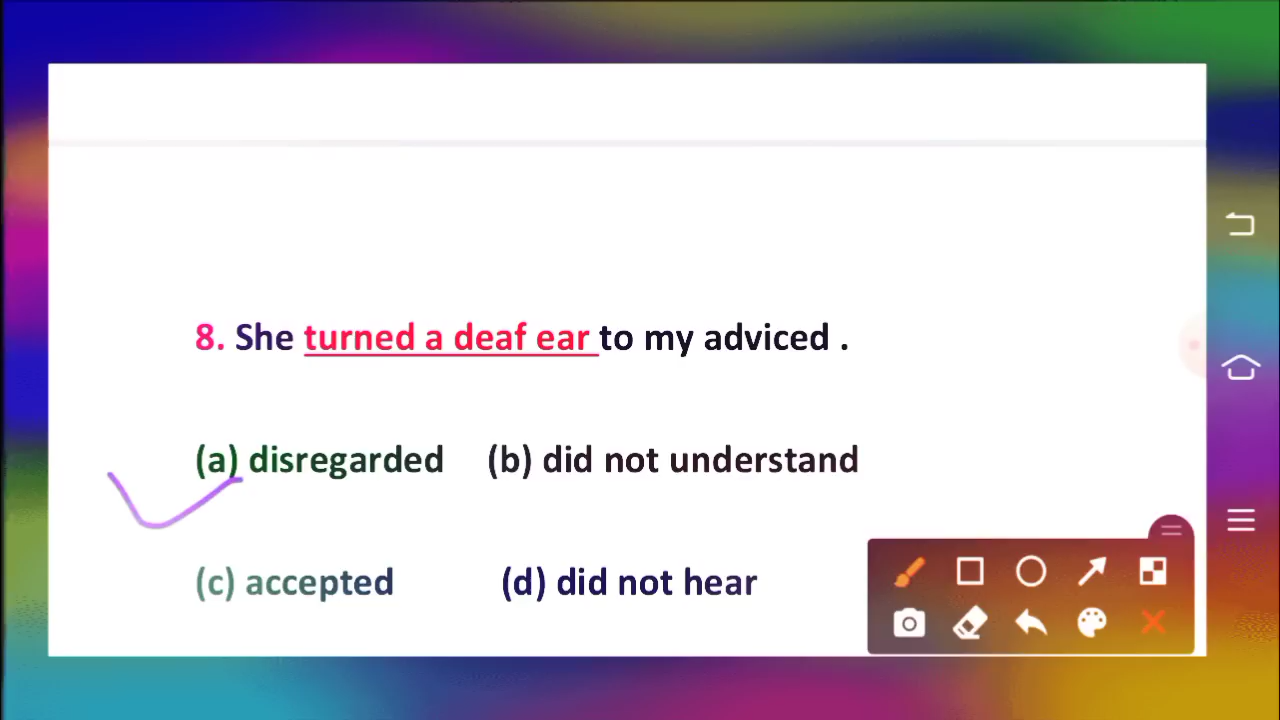 8. She turned a deaf ear to my adviced .
(a) disregarded (b) did not understand
(c) accepted (d) did not hear